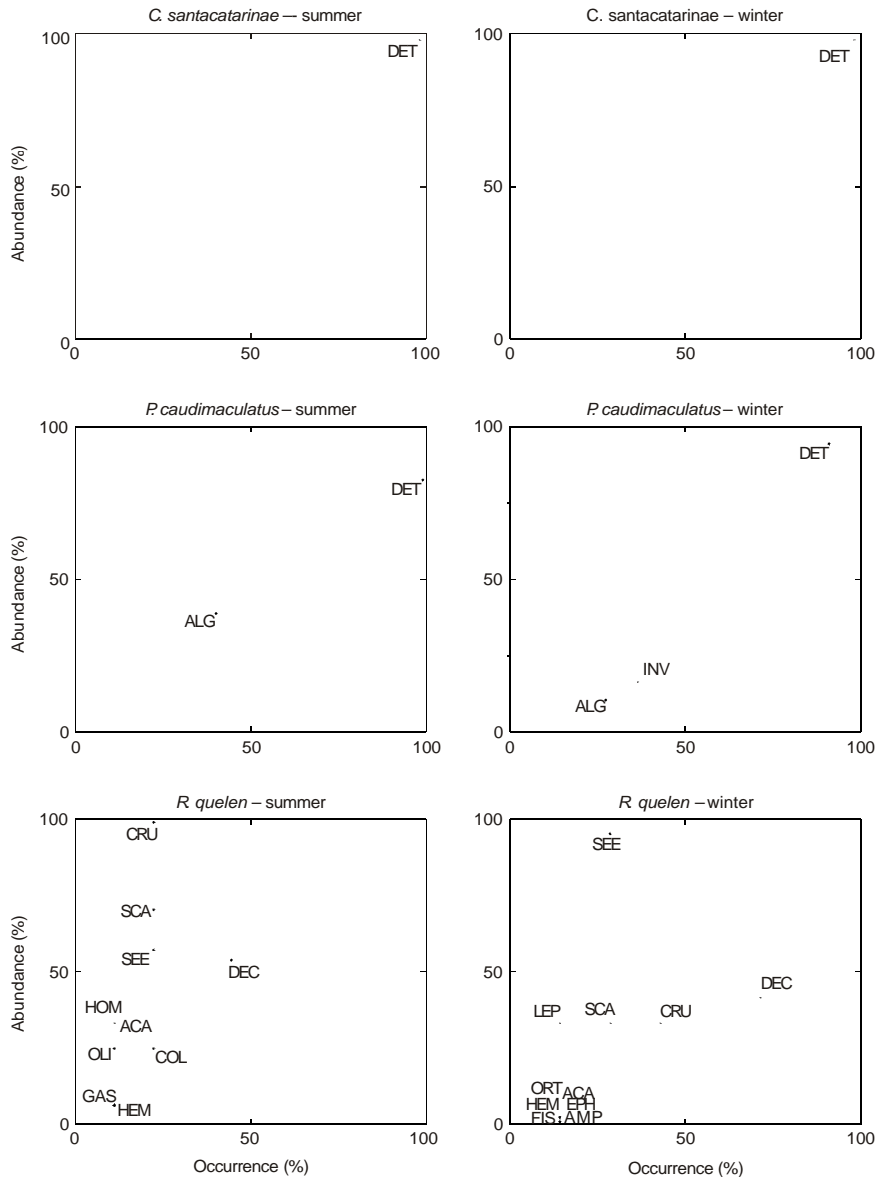 C. santacatarinae –– summer
C. santacatarinae – winter
100
DET
50
0
0
50
100
Abundance (%)
100
DET
50
0
0
50
100
P. caudimaculatus – summer
P. caudimaculatus – winter
100
DET
50
ALG
0
0
50
100
Abundance (%)
100
DET
50
INV
ALG
0
0
50
100
R. quelen – summer
R. quelen – winter
100
CRU
SCA
SEE
DEC
50
HOM
ACA
OLI
COL
GAS
HEM
0
0
50
100
Abundance (%)
Occurrence (%)
100
SEE
DEC
50
LEP
SCA
CRU
ORT
ACA
HEM
EPH
FIS
AMP
0
0
50
100
Occurrence (%)